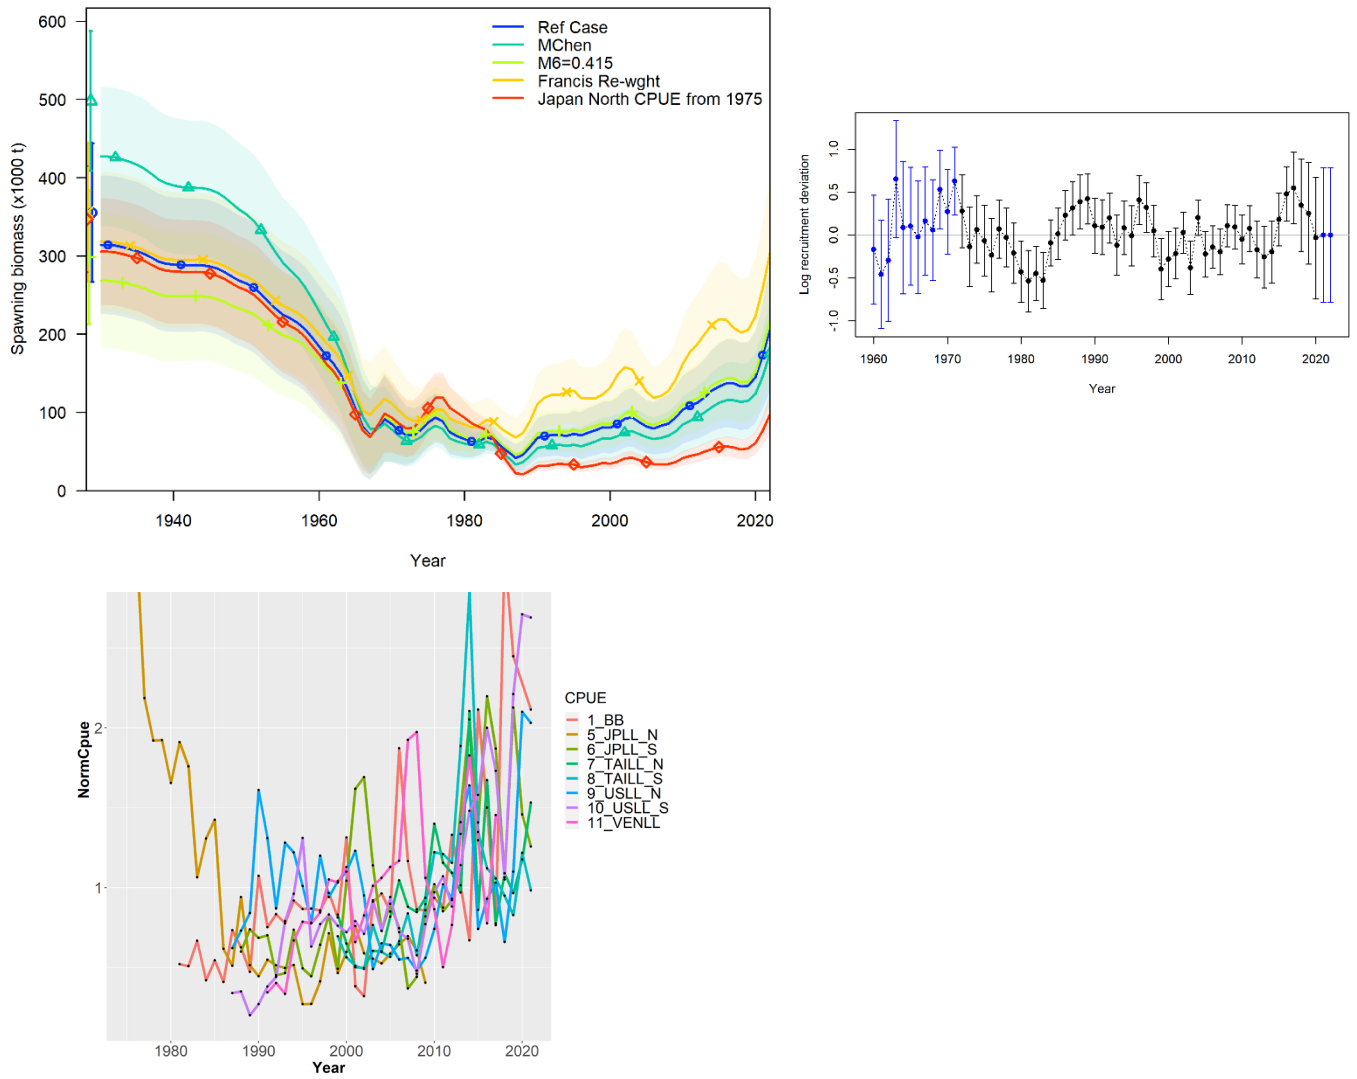 Ref Case
MChen
M6=0.415
Francis Re-wght
Japan North CPUE from 1975
Spawning biomass (x1000 t)
600
500
400
300
200
100
0
1940
1960
1980
2000
2020
Year
Log recruitment deviation
1.0
0.5
0.0
-0.5
-1.0
1960
1970
1980
1990
2000
2010
2020
Year
NormCpue
2
1
1980
1990
2000
2010
2020
Year
CPUE
1_BB
5_JPLL_N
6_JPLL_S
7_TAILL_N
8_TAILL_S
9_USLL_N
10_USLL_S
11_VENLL